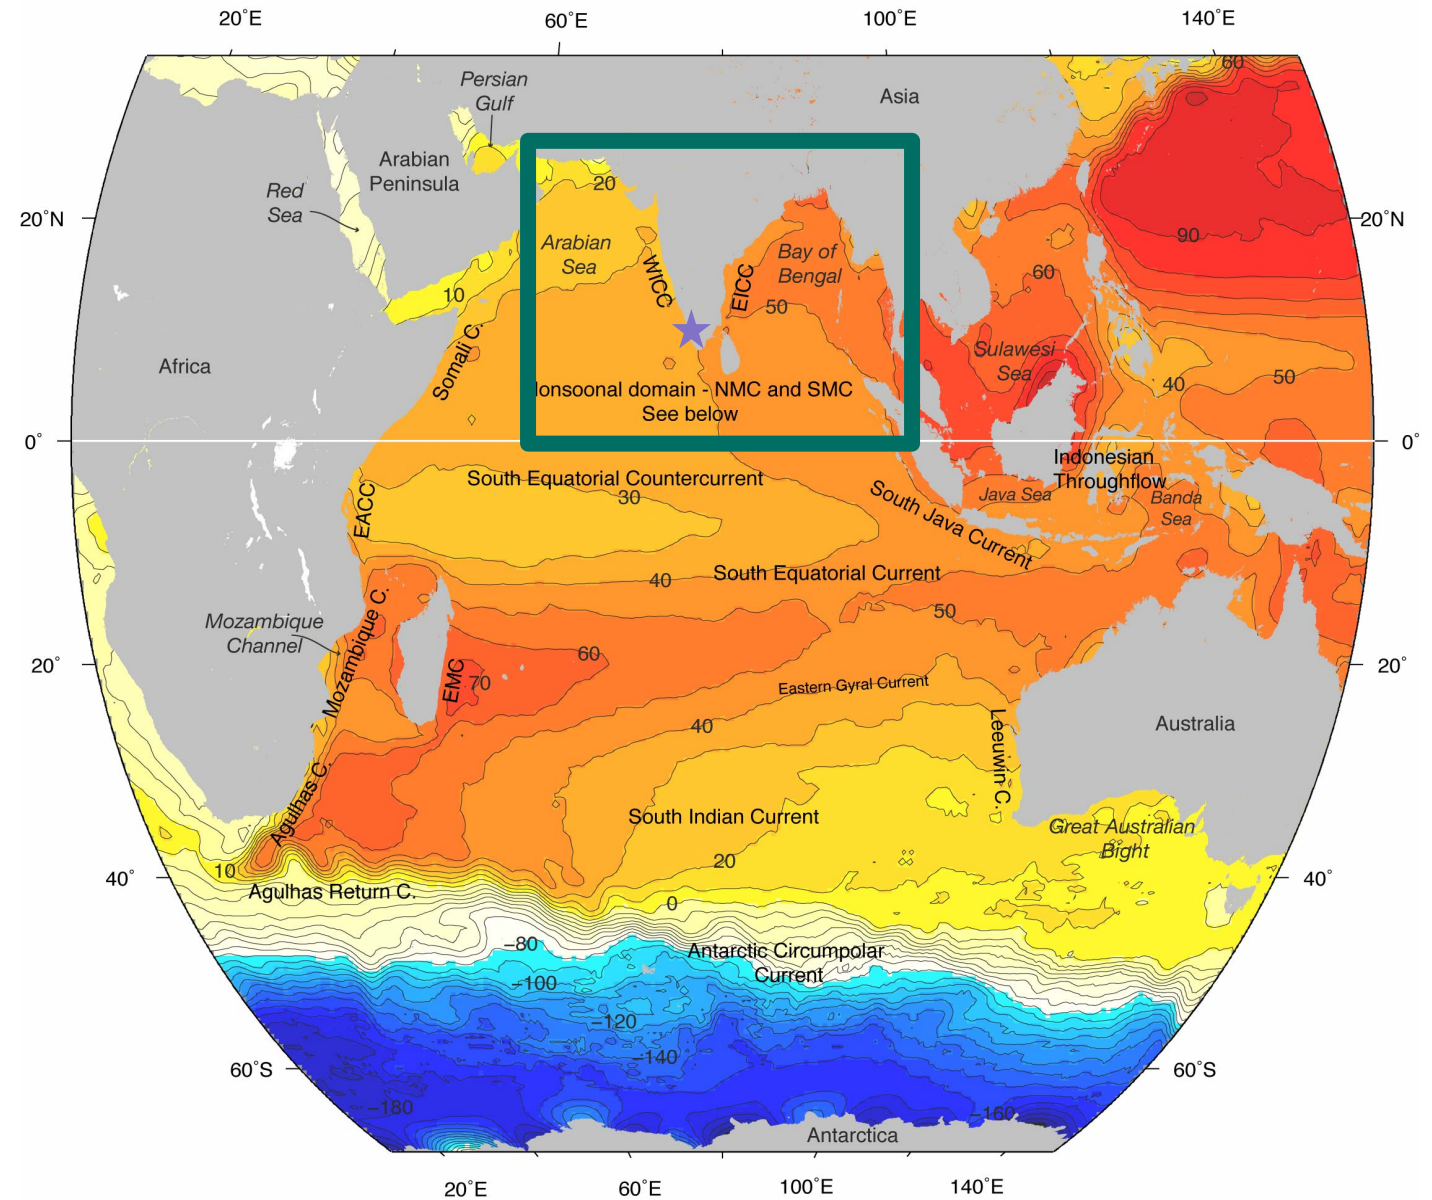 20°E
60°E
100°E
140°E
60
Persian
Gulf
Asia
Arabian
Peninsula
20
Red
Sea
20°N
20°N
90
Arabian
Sea
Bay of
Bengal
WICC
EICC
60
10
50
Somali C.
Africa
Sulawesi
Sea
40
50
onsoonal domain - NMC and SMC
See below
0°
0°
Indonesian
Throughflow
South Equatorial Countercurrent
30
Java Sea
Banda
Sea
EACC
South Java Current
40
South Equatorial Current
50
Mozambique
Channel
Mozambique C.
60
20°
20°
EMC
70
Eastern Gyral Current
40
Leeuwin C.
Australia
Agulhas C.
South Indian Current
Great Australian
Bight
20
10
40°
40°
Agulhas Return C.
0
−80
Antarctic Circumpolar
Current
−100
−120
−140
60°S
60°S
−180
−160
Antarctica
20°E
60°E
100°E
140°E